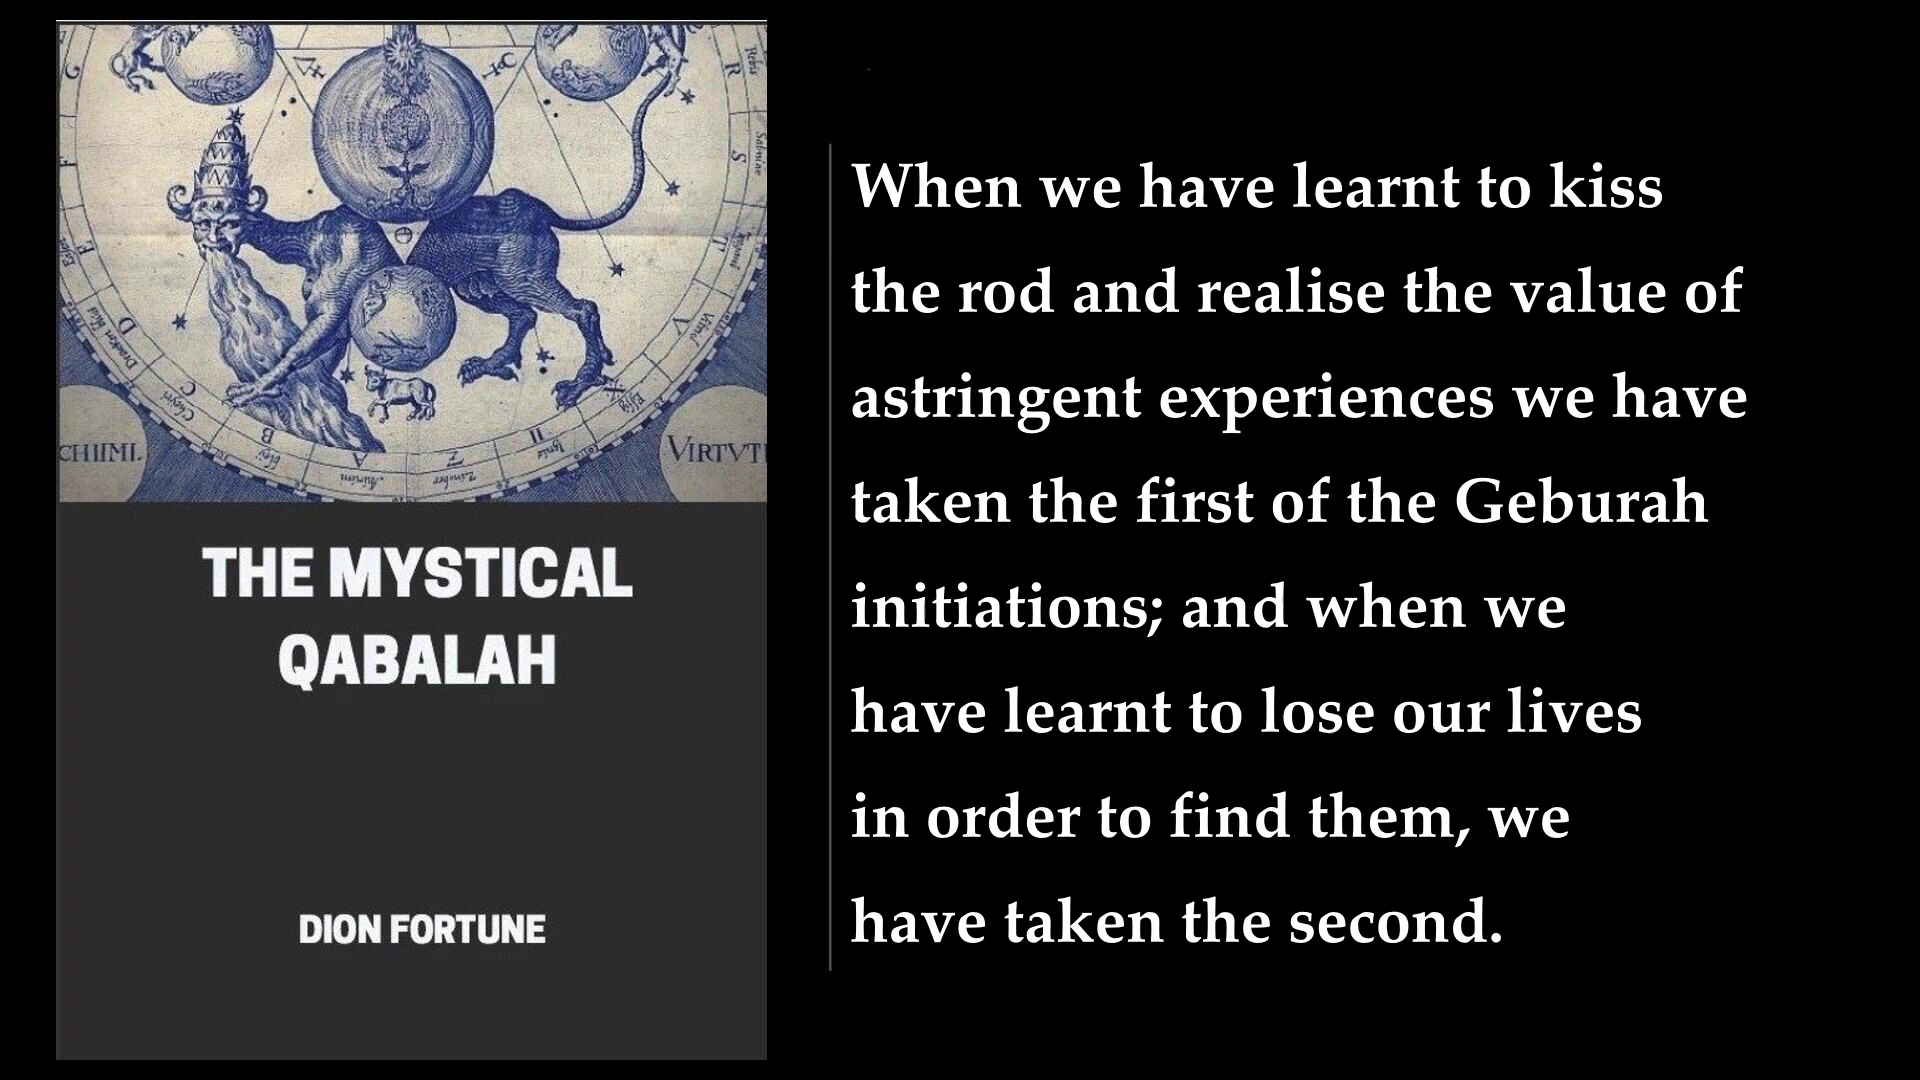 CHIIMI.
VIRTVTI
THE MYSTICAL
QABALAH
DION FORTUNE
When we have learnt to kiss
the rod and realise the value of
astringent experiences we have
taken the first of the Geburah
initiations; and when we
have learnt to lose our lives
in order to find them, we
have taken the second.